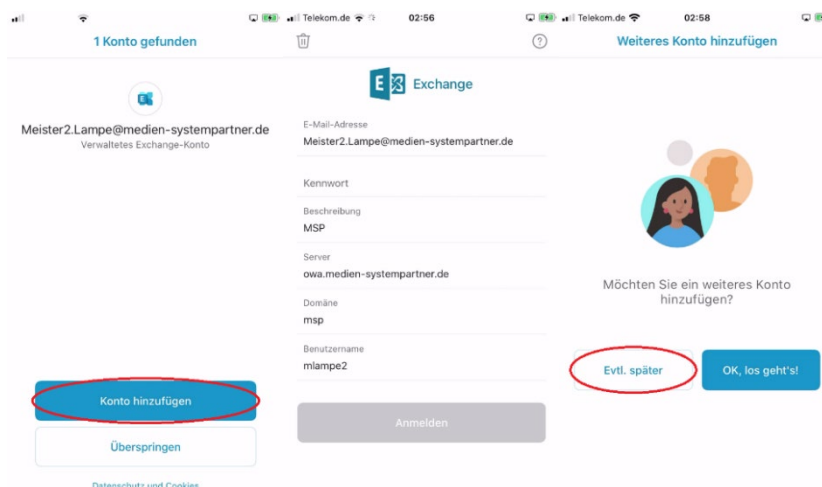 1 Konto gefunden
Meister2.Lampe@medien-systempartner.de
Verwaltetes Exchange-Konto
Konto hinzufügen
Überspringen
Datenschutz und Cookies
Telekom.de 02:56
E Exchange
E-Mail-Adresse
Meister2.Lampe@medien-systempartner.de
Kennwort
Beschreibung
MSP
Server
owa.medien-systempartner.de
Domäne
msp
Benutzername
mlampe2
Anmelden
Telekom.de 02:58
Weiteres Konto hinzufügen
Möchten Sie ein weiteres Konto
hinzufügen?
Evtl. später
OK, los geht's!